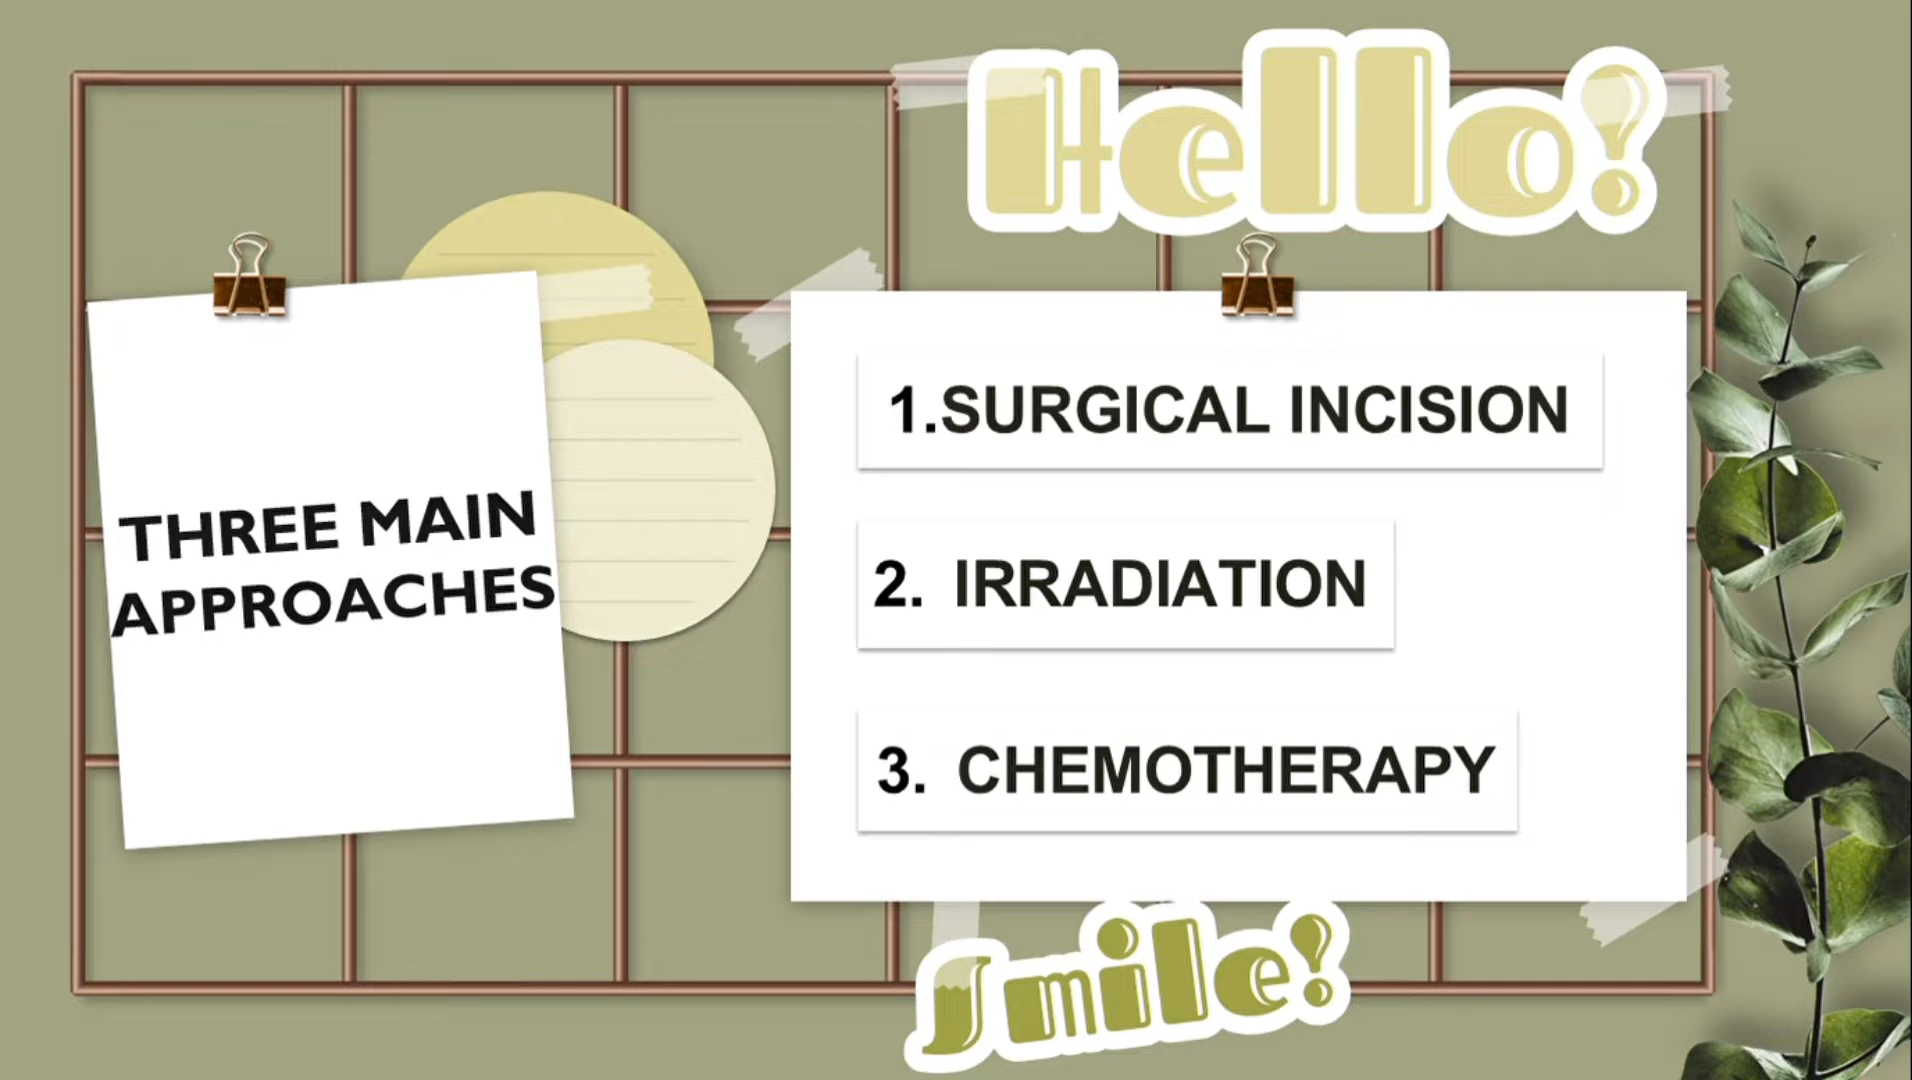 Hello!
THREE MAIN
APPROACHES
1.SURGICAL INCISION
2. IRRADIATION
3. CHEMOTHERAPY
Smile!